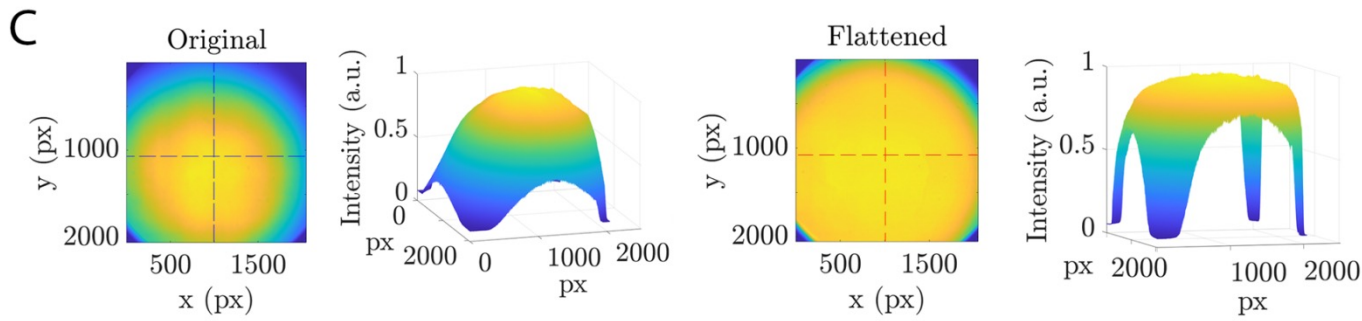 C
Original
y (px)
1000
2000
500 1500
x (px)
Intensity (a.u.)
1
0.5
0
0
px 2000
0 1000 2000
px
Flattened
y (px)
1000
2000
500 1500
x (px)
Intensity (a.u.)
1
0.5
0
px 2000
1000 2000
px